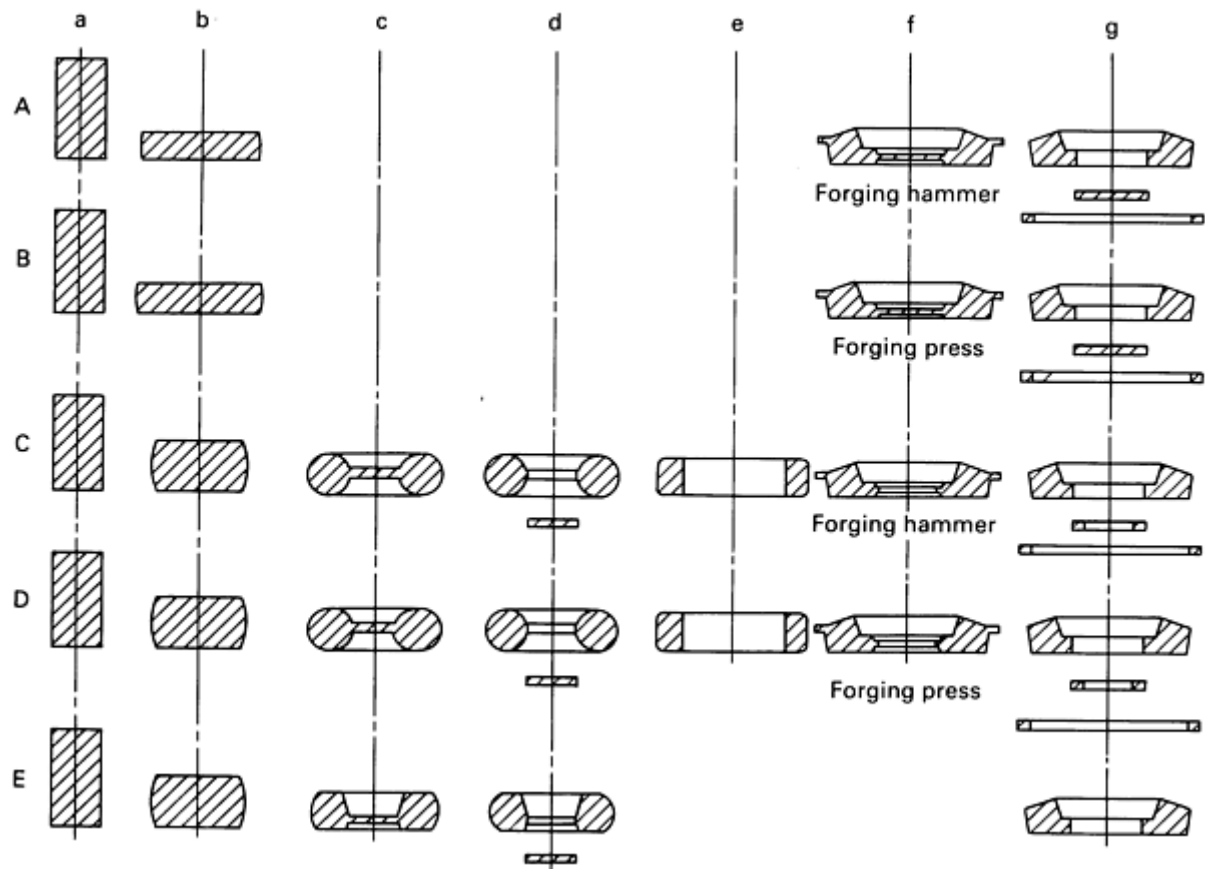 a b c d e f g
A
Forging hammer
B
Forging press
C
Forging hammer
D
Forging press
E